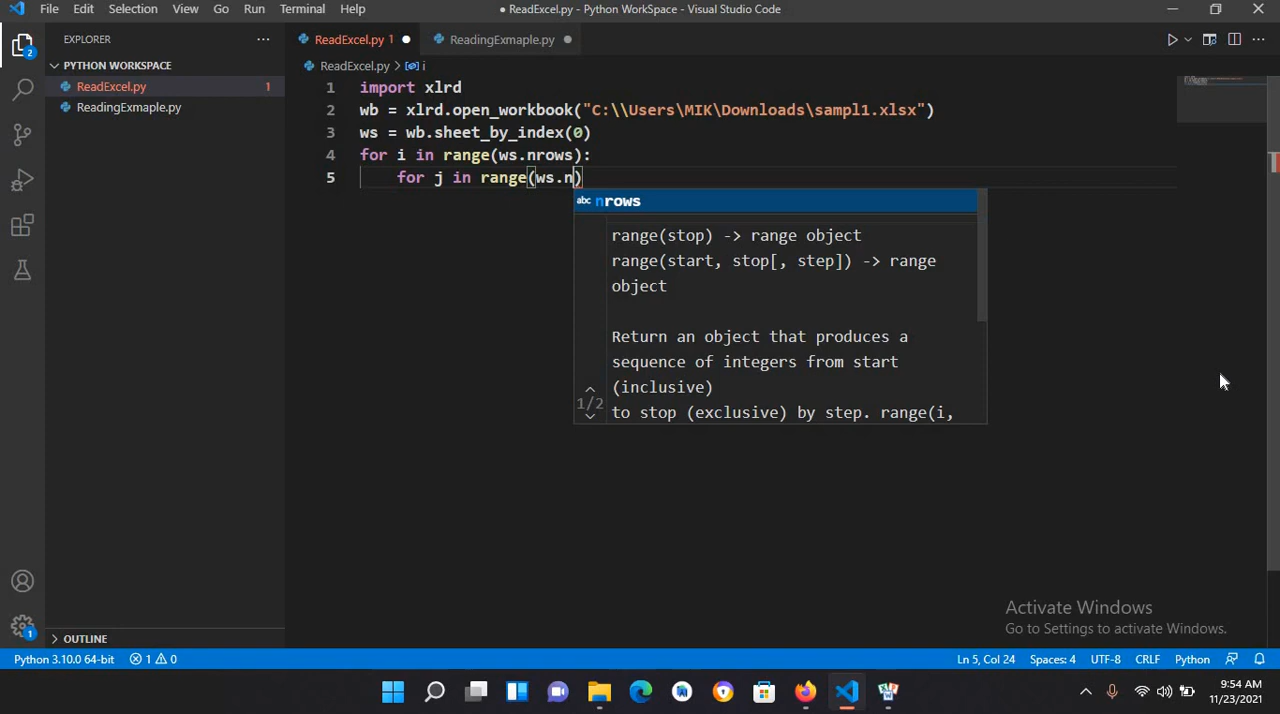 File Edit Selection View Go Run Terminal Help
● ReadExcel.py - Python WorkSpace - Visual Studio Code
EXPLORER
PYTHON WORKSPACE
ReadExcel.py 1
ReadingExmaple.py
OUTLINE
2
1
ReadExcel.py 1 ●
ReadingExmaple.py ●
ReadExcel.py > i
1 import xlrd
2 wb = xlrd.open_workbook("C:\\Users\MIK\Downloads\sampl1.xlsx")
3 ws = wb.sheet_by_index(0)
4 for i in range(ws.nrows):
5 for j in range(ws.n)
abc nrows
range(stop) -> range object
range(start, stop[, step]) -> range
object
Return an object that produces a
sequence of integers from start
(inclusive)
1/2 to stop (exclusive) by step. range(i,
Activate Windows
Go to Settings to activate Windows.
Python 3.10.0 64-bit 1 0 Ln 5, Col 24 Spaces: 4 UTF-8 CRLF Python
9:54 AM
11/23/2021